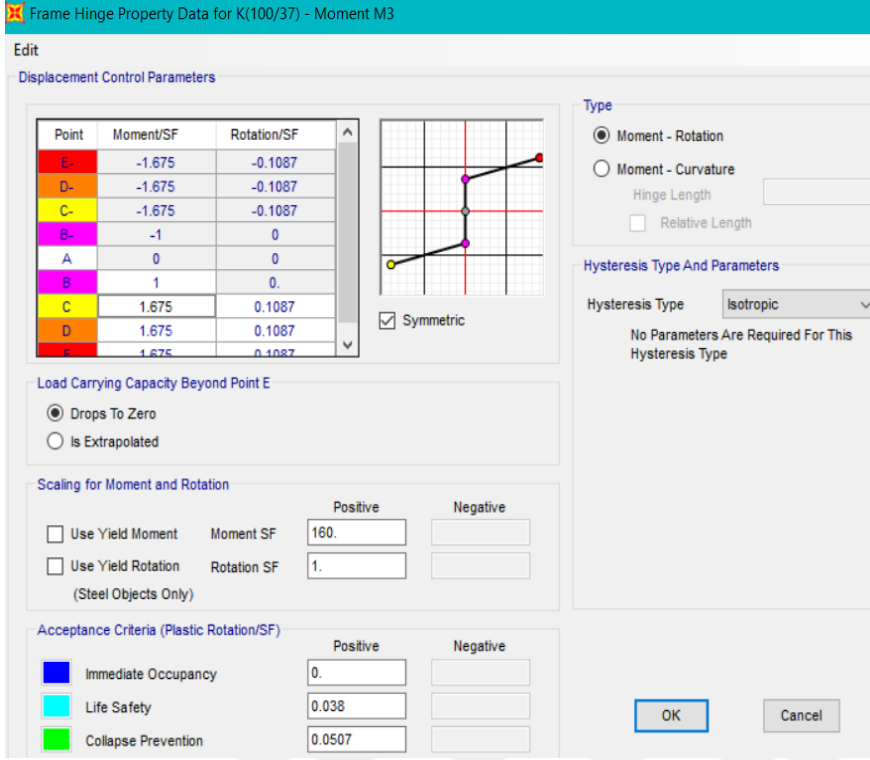 Frame Hinge Property Data for K(100/37) - Moment M3
Edit
Displacement Control Parameters
Point Moment/SF Rotation/SF
E- -1.675 -0.1087
D- -1.675 -0.1087
C- -1.675 -0.1087
B- -1 0
A 0 0
B 1 0.
C 1.675 0.1087
D 1.675 0.1087
E 1.675 0.1087
Symmetric
Type
Moment - Rotation
Moment - Curvature
Hinge Length
Relative Length
Hysteresis Type And Parameters
Hysteresis Type Isotropic
No Parameters Are Required For This
Hysteresis Type
Load Carrying Capacity Beyond Point E
Drops To Zero
Is Extrapolated
Scaling for Moment and Rotation
Positive Negative
Use Yield Moment Moment SF 160.
Use Yield Rotation Rotation SF 1.
(Steel Objects Only)
Acceptance Criteria (Plastic Rotation/SF)
Positive Negative
Immediate Occupancy 0.
Life Safety 0.038
Collapse Prevention 0.0507
OK Cancel